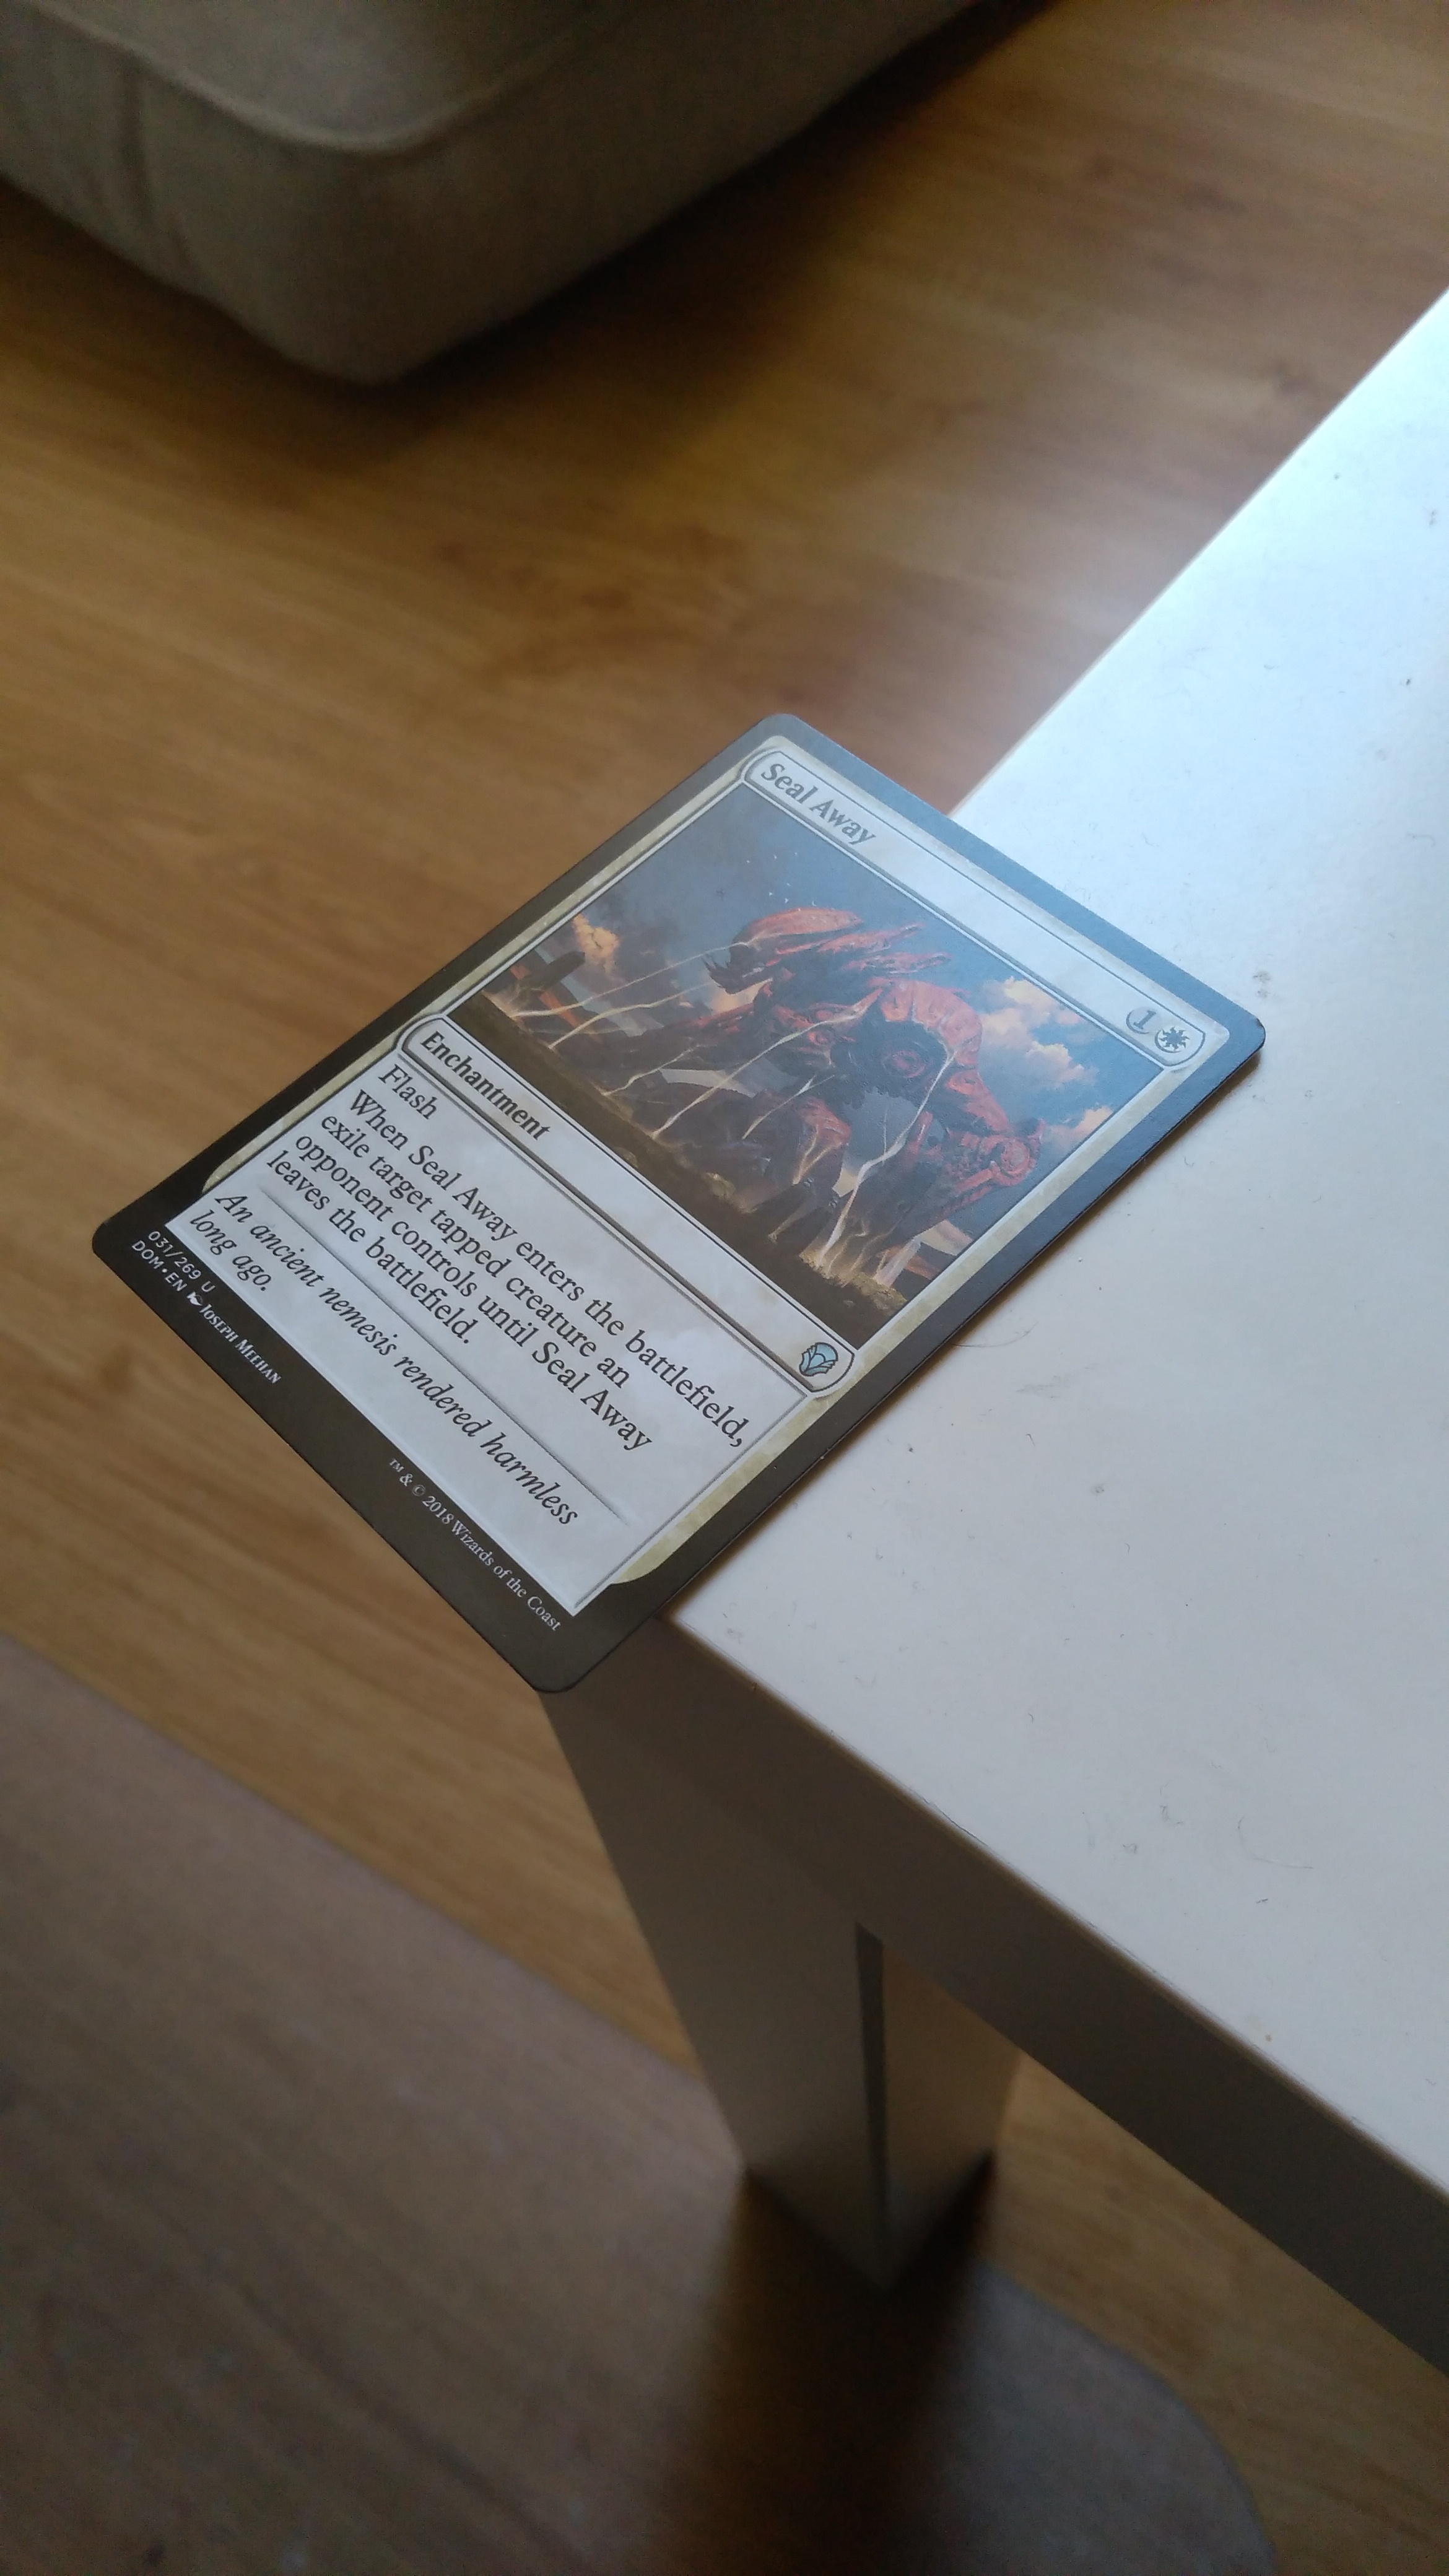 Seal Away
1
Enchantment
Flash
When Seal Away enters the battlefield,
exile target tapped creature an
opponent controls until Seal Away
leaves the battlefield.
An ancient nemesis rendered harmless
long ago.
031/269 U
DOM • EN JOSEPH MEEHAN
™ & © 2018 Wizards of the Coast